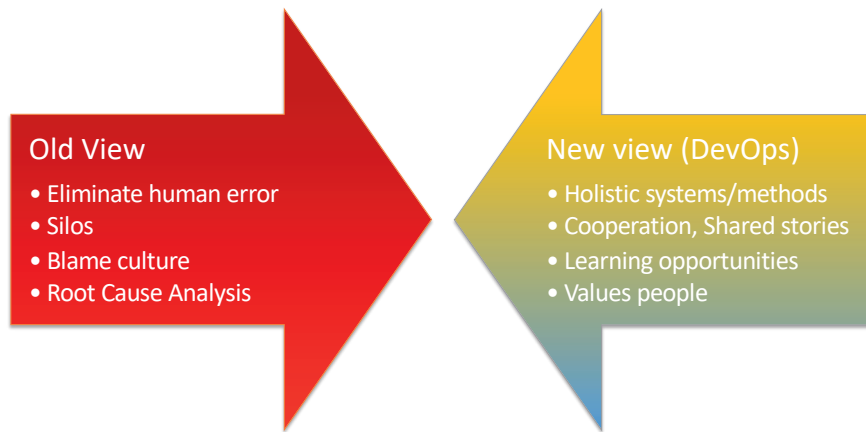 Old View
• Eliminate human error
• Silos
• Blame culture
• Root Cause Analysis
New view (DevOps)
• Holistic systems/methods
• Cooperation, Shared stories
• Learning opportunities
• Values people